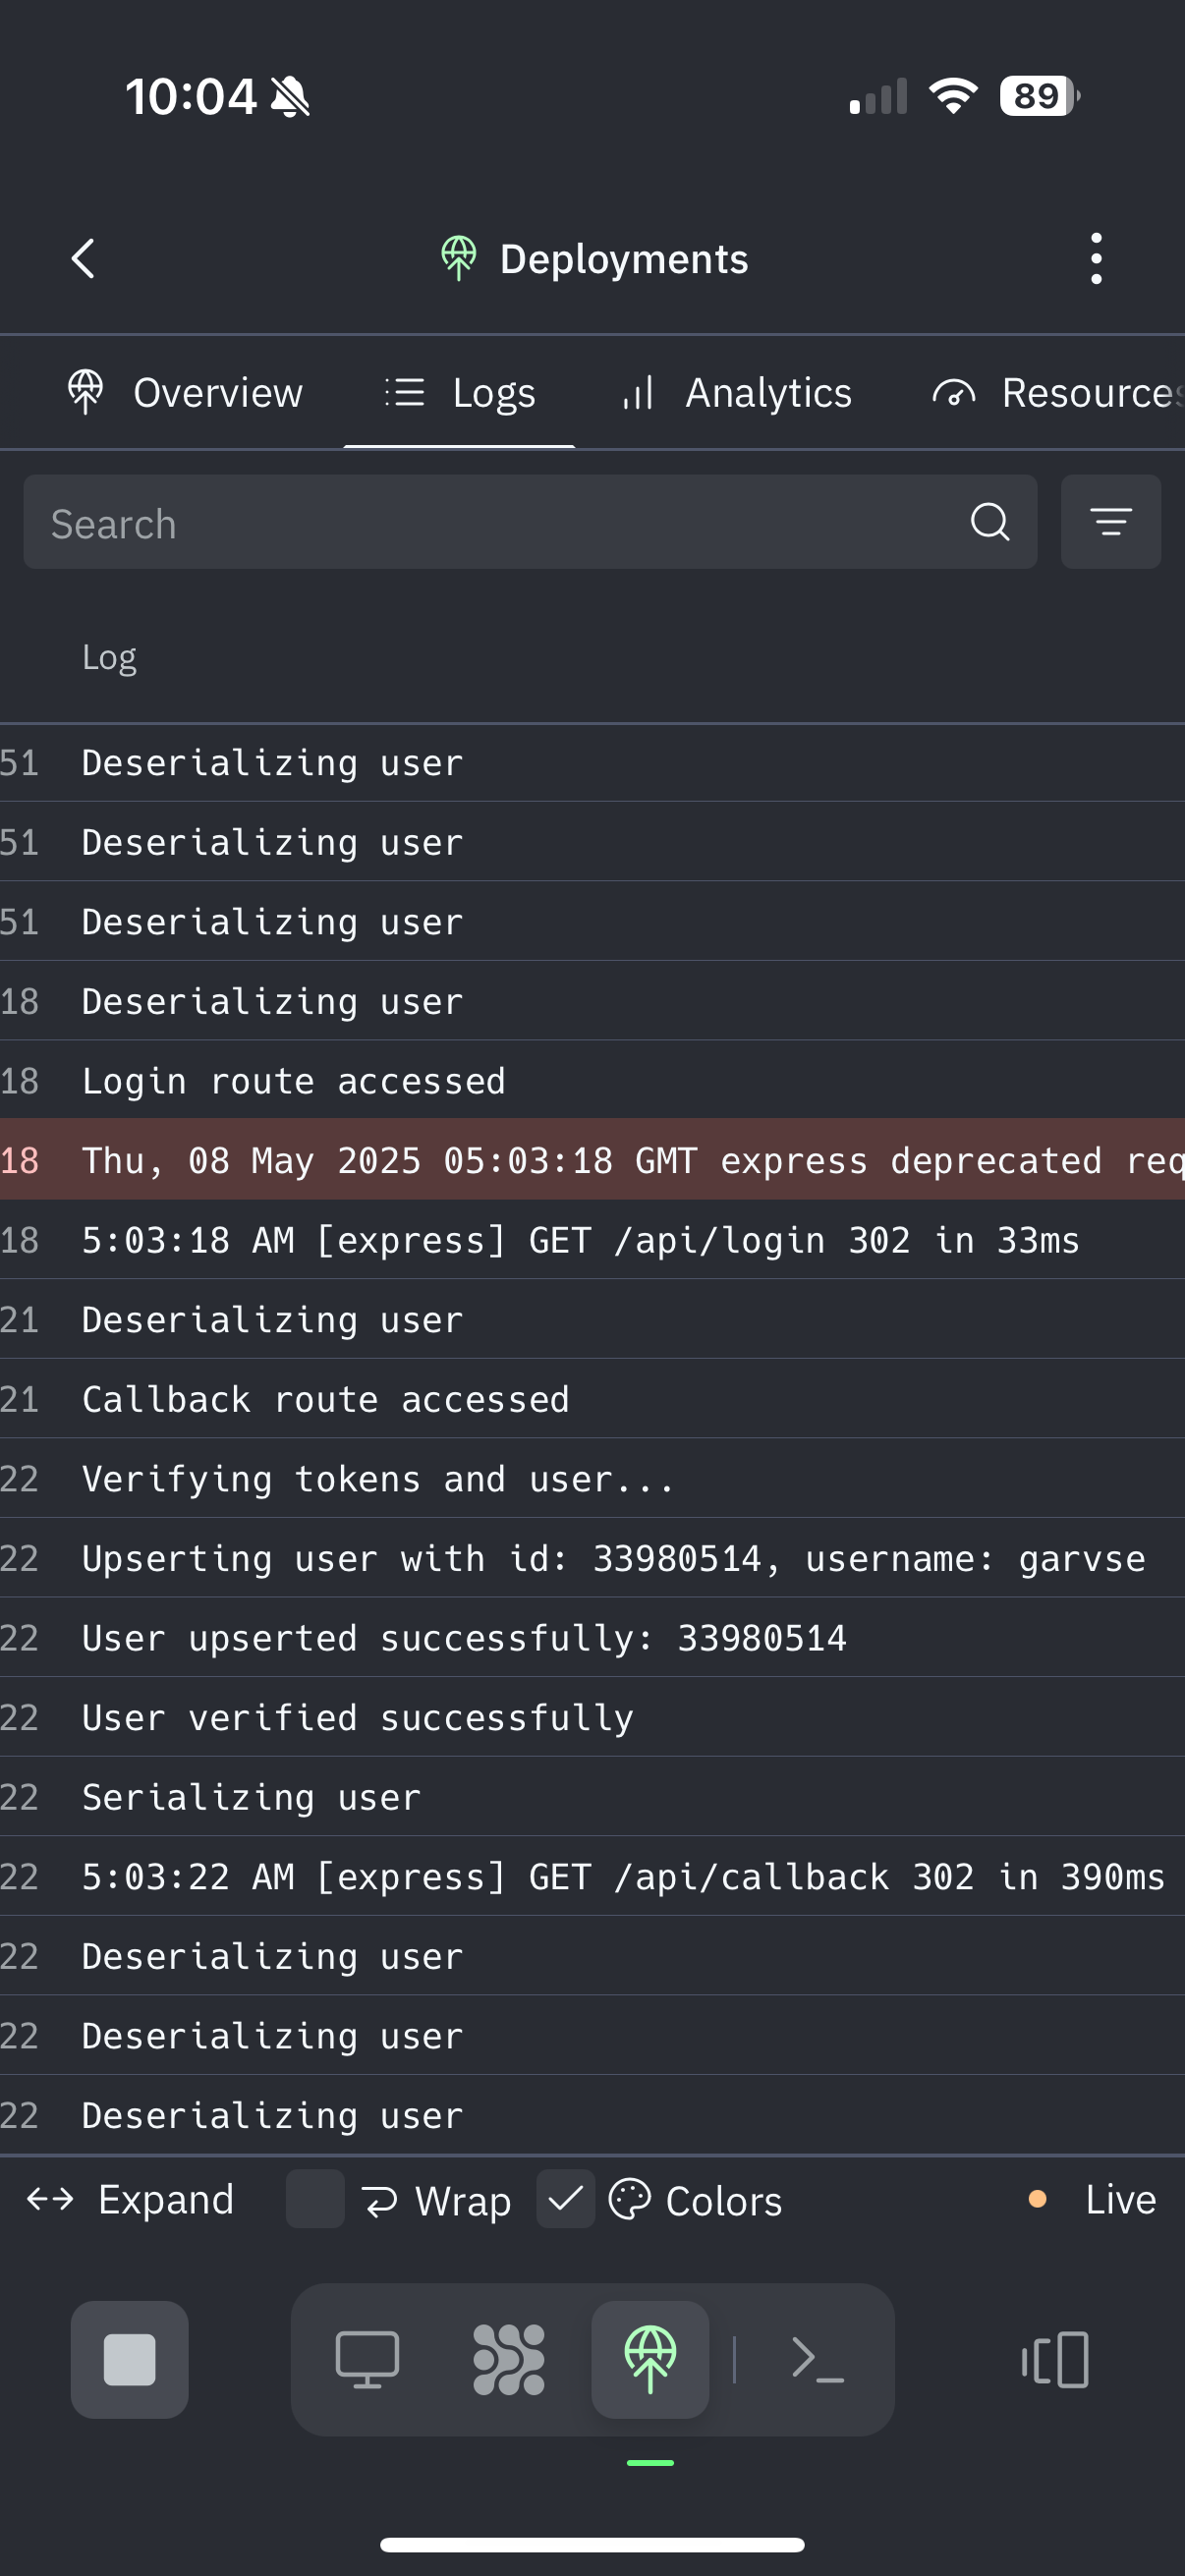 10:04
89
Deployments
Overview Logs Analytics Resources
Search
Log
51 Deserializing user
51 Deserializing user
51 Deserializing user
18 Deserializing user
18 Login route accessed
18 Thu, 08 May 2025 05:03:18 GMT express deprecated req
18 5:03:18 AM [express] GET /api/login 302 in 33ms
21 Deserializing user
21 Callback route accessed
22 Verifying tokens and user...
22 Upserting user with id: 33980514, username: garvse
22 User upserted successfully: 33980514
22 User verified successfully
22 Serializing user
22 5:03:22 AM [express] GET /api/callback 302 in 390ms
22 Deserializing user
22 Deserializing user
22 Deserializing user
Expand Wrap Colors Live